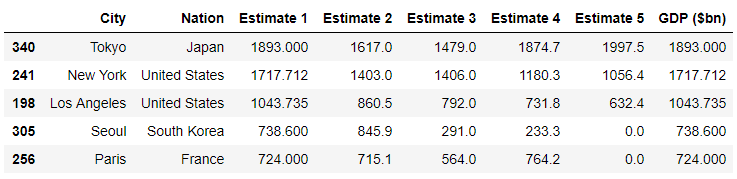 City Nation Estimate 1 Estimate 2 Estimate 3 Estimate 4 Estimate 5 GDP ($bn)
340 Tokyo Japan 1893.000 1617.0 1479.0 1874.7 1997.5 1893.000
241 New York United States 1717.712 1403.0 1406.0 1180.3 1056.4 1717.712
198 Los Angeles United States 1043.735 860.5 792.0 731.8 632.4 1043.735
305 Seoul South Korea 738.600 845.9 291.0 233.3 0.0 738.600
256 Paris France 724.000 715.1 564.0 764.2 0.0 724.000